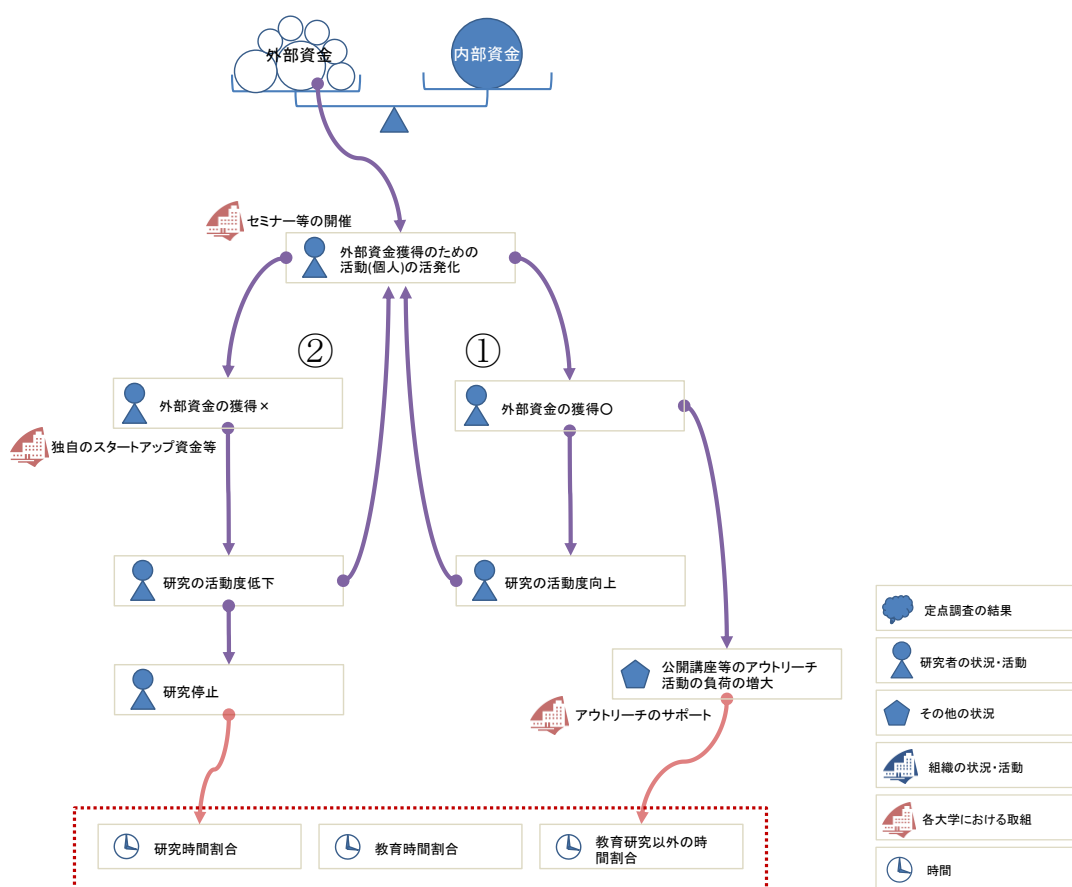 外部資金
内部資金
セミナー等の開催
外部資金獲得のための
活動(個人)の活発化
②
①
外部資金の獲得×
外部資金の獲得〇
独自のスタートアップ資金等
研究の活動度低下
研究の活動度向上
研究停止
公開講座等のアウトリーチ
活動の負荷の増大
アウトリーチのサポート
研究時間割合
教育時間割合
教育研究以外の時
間割合
定点調査の結果
研究者の状況・活動
その他の状況
組織の状況・活動
各大学における取組
時間